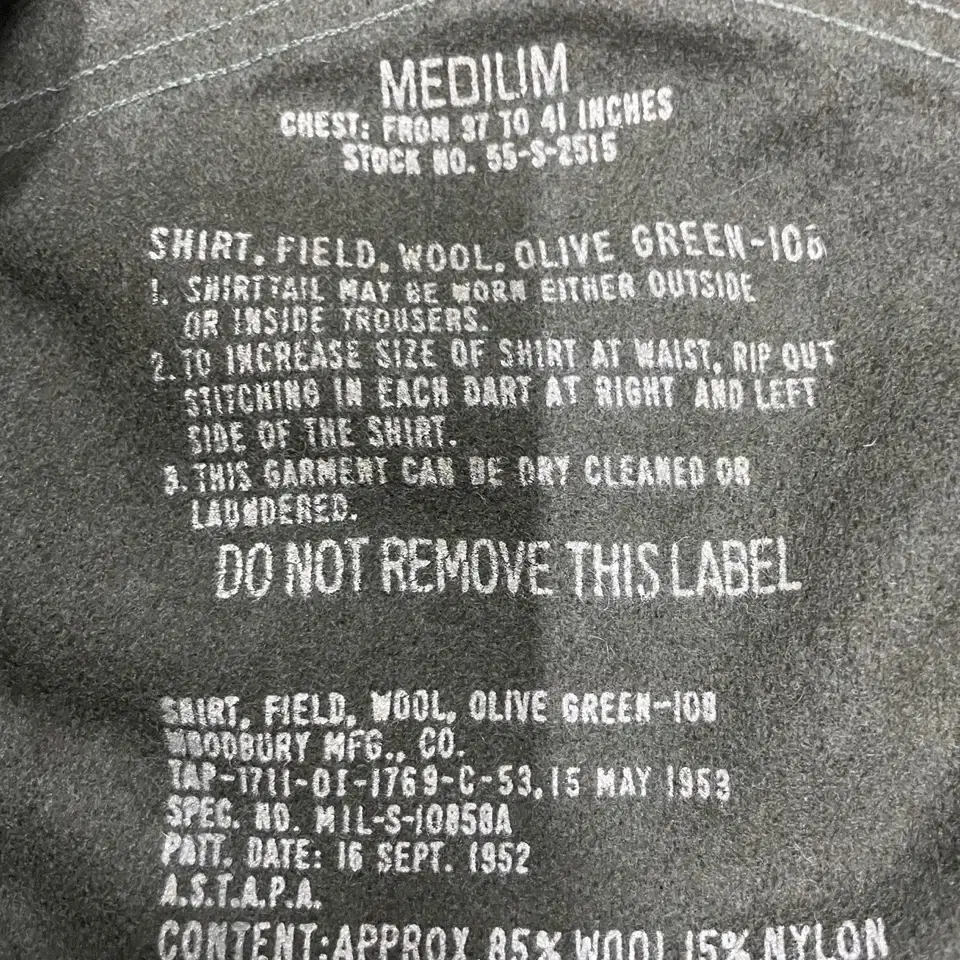 MEDIUM
CHEST: FROM 37 TO 41 INCHES
STOCK NO. 55-S-2515
SHIRT, FIELD, WOOL, OLIVE GREEN-108
1. SHIRTTAIL MAY BE WORN EITHER OUTSIDE
OR INSIDE TROUSERS.
2. TO INCREASE SIZE OF SHIRT AT WAIST, RIP OUT
STITCHING IN EACH DART AT RIGHT AND LEFT
SIDE OF THE SHIRT.
3. THIS GARMENT CAN BE DRY CLEANED OR
LAUNDERED.
DO NOT REMOVE THIS LABEL
SHIRT, FIELD, WOOL, OLIVE GREEN-108
WOODBURY MFG., CO.
TAP-1711-OI-1769-C-53, 15 MAY 1953
SPEC. NO. MIL-S-10858A
PATT. DATE: 16 SEPT. 1952
A.S.T.A.P.A.
CONTENT: APPROX 85% WOOL 15% NYLON